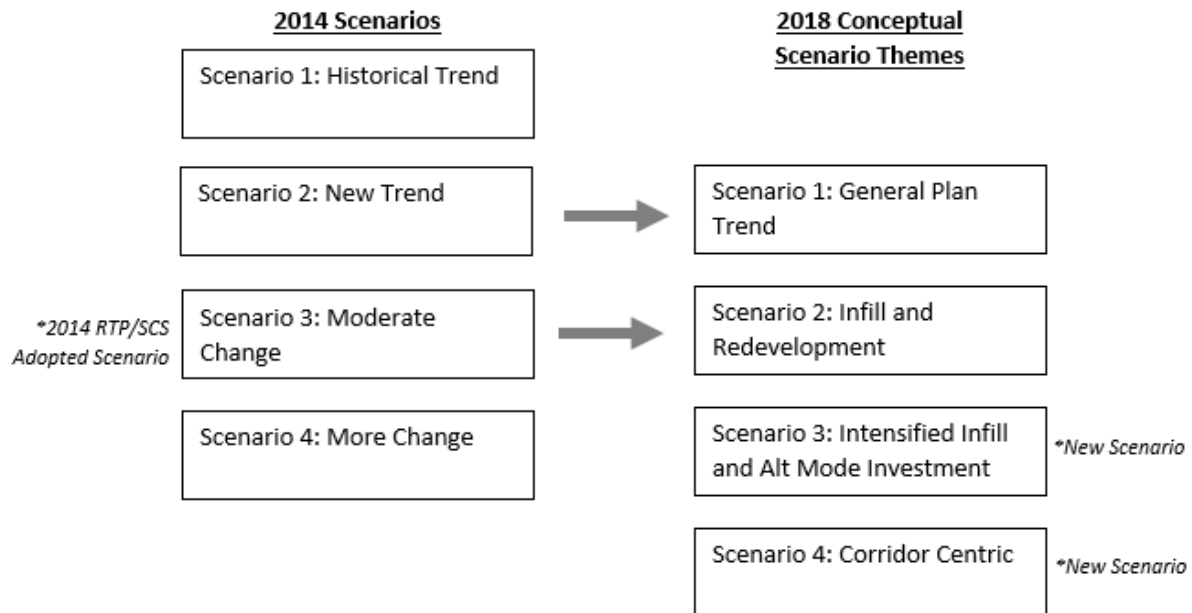 2014 Scenarios
Scenario 1: Historical Trend
Scenario 2: New Trend
*2014 RTP/SCS
Adopted Scenario
Scenario 3: Moderate
Change
Scenario 4: More Change
2018 Conceptual
Scenario Themes
Scenario 1: General Plan
Trend
Scenario 2: Infill and
Redevelopment
Scenario 3: Intensified Infill
and Alt Mode Investment
*New Scenario
Scenario 4: Corridor Centric
*New Scenario